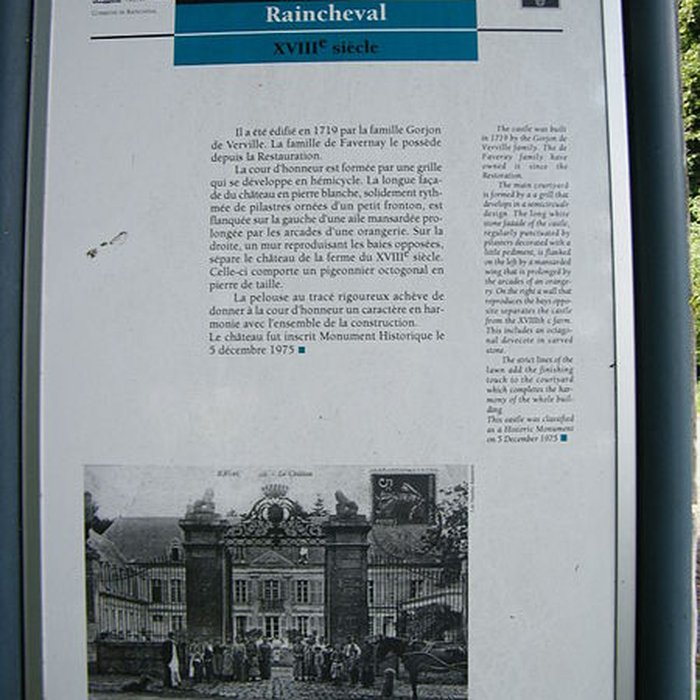 COMMUNE DE RAINCHEVAL
Raincheval
XVIIIe siècle
Il a été édifié en 1719 par la famille Gorjon
de Verville. La famille de Favernay le possède
depuis la Restauration.
La cour d'honneur est formée par une grille
qui se développe en hémicycle. La longue faça-
de du château en pierre blanche, solidement ryth-
mée de pilastres ornées d'un petit fronton, est
flanquée sur la gauche d'une aile mansardée pro-
longée par les arcades d'une orangerie. Sur la
droite, un mur reproduisant les baies opposées,
sépare le château de la ferme du XVIIIe siècle.
Celle-ci comporte un pigeonnier octogonal en
pierre de taille.
La pelouse au tracé rigoureux achève de
donner à la cour d'honneur un caractère en har-
monie avec l'ensemble de la construction.
Le château fut inscrit Monument Historique le
5 décembre 1975
The castle was built
in 1719 by the Gorjon de
Verville family. The de
Faveray family have
owned it since the
Restoration.
The main courtyard
is formed by a a grill that
develops in a semicircular
design. The long white
stone faaade of the castle,
regularly punctuated by
pilasters decorated with a
little pediment, is flanked
on the left by a mansarded
wing that is prolonged by
the arcades of an orange-
ry. On the right a wall that
reproduces the bays oppo-
site separates the castle
from the XVIIIth c farm.
This includes an octago-
nal dovecote in carved
stone.
The strict lines of the
lawn add the finishing
touch to the courtyard
which completes the har-
mony of the whole buil-
ding
This castle was classified
as a Historic Monument
on 5 December 1975
Le Château
5